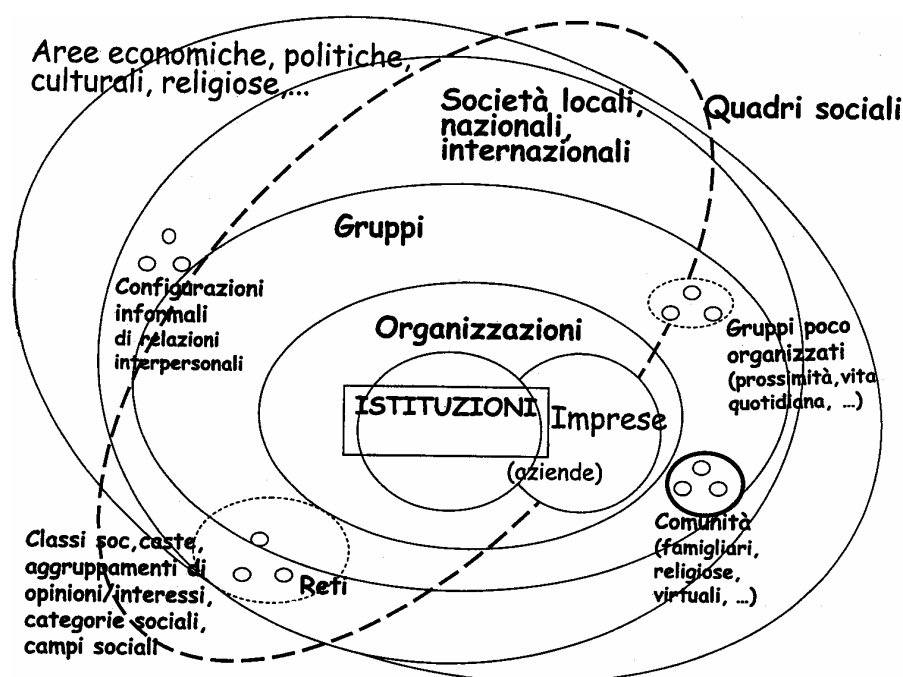 Aree economiche, politiche,
culturali, religiose,...
Società locali,
nazionali,
internazionali
Quadri sociali
Gruppi
Configurazioni
informali
di relazioni
interpersonali
Organizzazioni
Gruppi poco
organizzati
(prossimità, vita
quotidiana, ...)
ISTITUZIONI
Imprese
(aziende)
Comunità
(famigliari,
religiose,
virtuali, ...)
Classi soc, caste,
aggruppamenti di
opinioni/interessi,
categorie sociali,
campi sociali
Reti